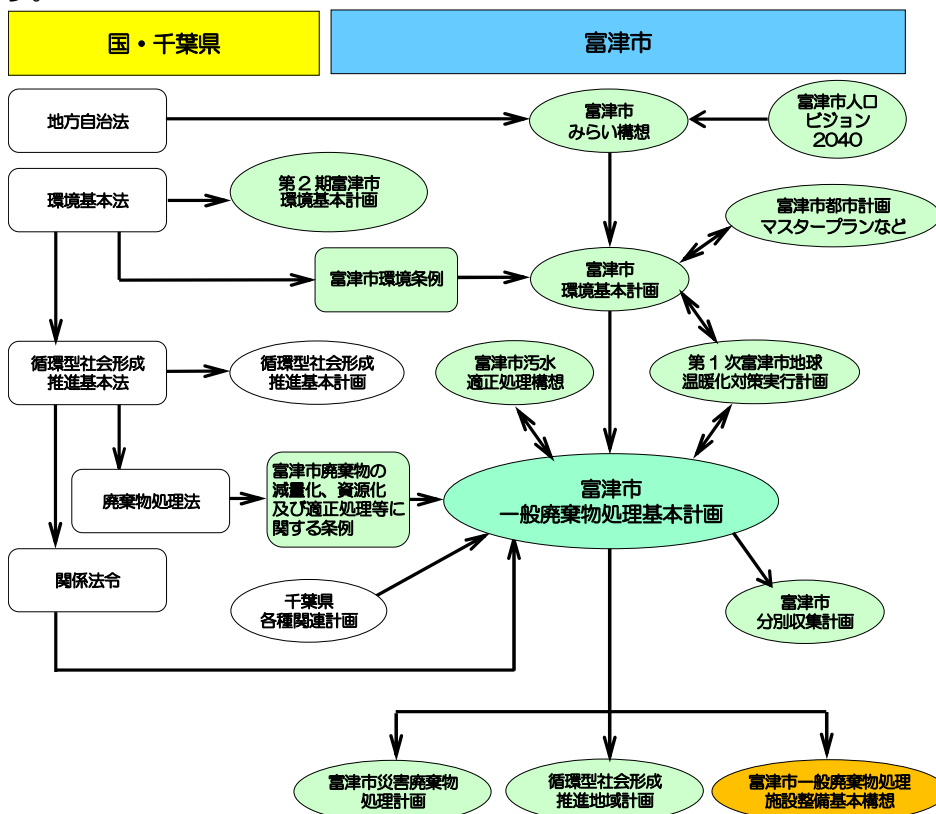 す。
国・千葉県
富津市
地方自治法
富津市
みらい構想
富津市人口
ビジョン
2040
環境基本法
第2期富津市
環境基本計画
富津市都市計画
マスタープランなど
富津市環境条例
富津市
環境基本計画
循環型社会形成
推進基本法
循環型社会形成
推進基本計画
富津市汚水
適正処理構想
第1次富津市地球
温暖化対策実行計画
廃棄物処理法
富津市廃棄物の
減量化、資源化
及び適正処理等に
関する条例
富津市
一般廃棄物処理基本計画
関係法令
千葉県
各種関連計画
富津市
分別収集計画
富津市災害廃棄物
処理計画
循環型社会形成
推進地域計画
富津市一般廃棄物処理
施設整備基本構想